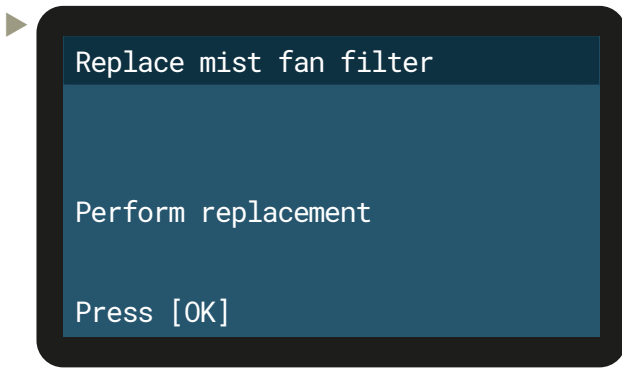 Replace mist fan filter
Perform replacement
Press [OK]